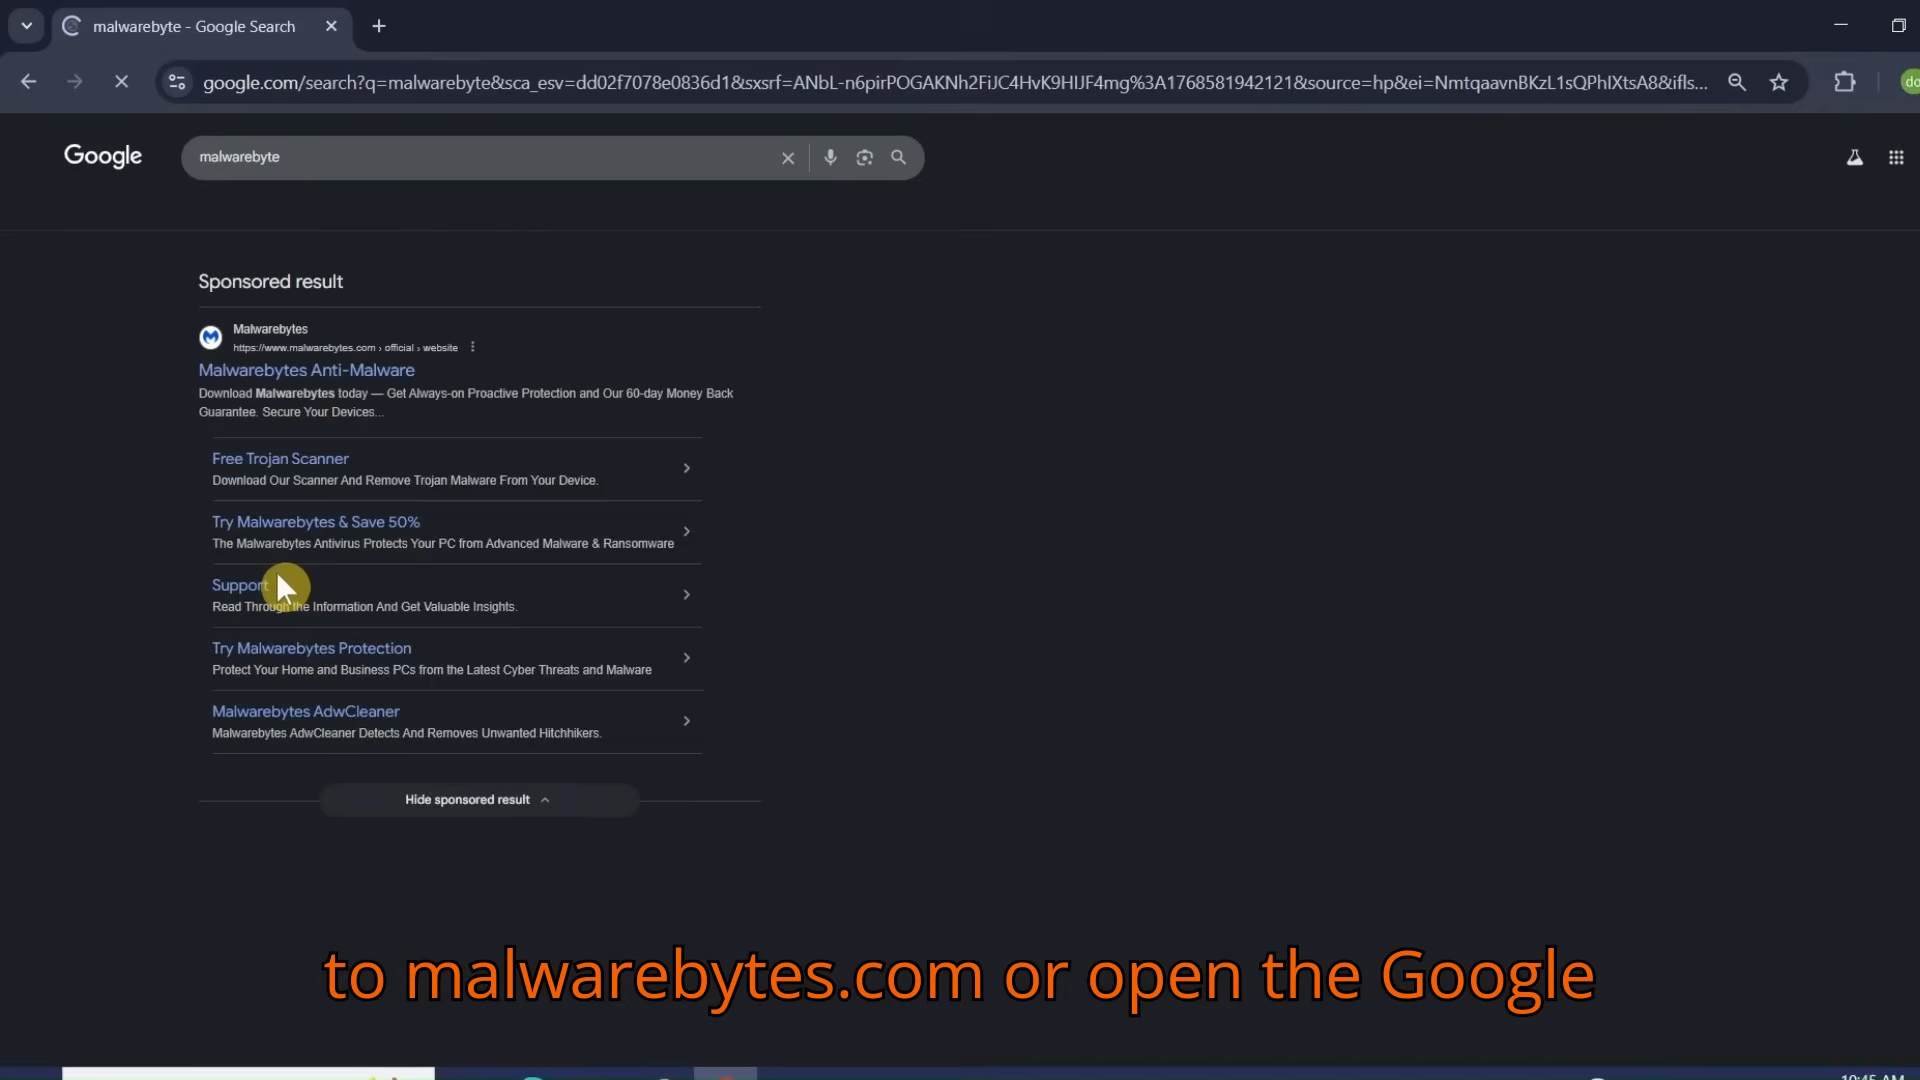 malwarebyte - Google Search
google.com/search?q=malwarebyte&sca_esv=dd02f7078e0836d1&sxsrf=ANbL-n6pirPOGAKNh2FiJC4HvK9HIJF4mg%3A1768581942121&source=hp&ei=NmtqaavnBKzL1sQPhIXtsA8&ifls...
do
Google
malwarebyte
Sponsored result
Malwarebytes
https://www.malwarebytes.com › official › website
Malwarebytes Anti-Malware
Download Malwarebytes today — Get Always-on Proactive Protection and Our 60-day Money Back
Guarantee. Secure Your Devices...
Free Trojan Scanner
Download Our Scanner And Remove Trojan Malware From Your Device.
Try Malwarebytes & Save 50%
The Malwarebytes Antivirus Protects Your PC from Advanced Malware & Ransomware
Support
Read Through the Information And Get Valuable Insights.
Try Malwarebytes Protection
Protect Your Home and Business PCs from the Latest Cyber Threats and Malware
Malwarebytes AdwCleaner
Malwarebytes AdwCleaner Detects And Removes Unwanted Hitchhikers.
Hide sponsored result
to malwarebytes.com or open the Google
10:45 AM